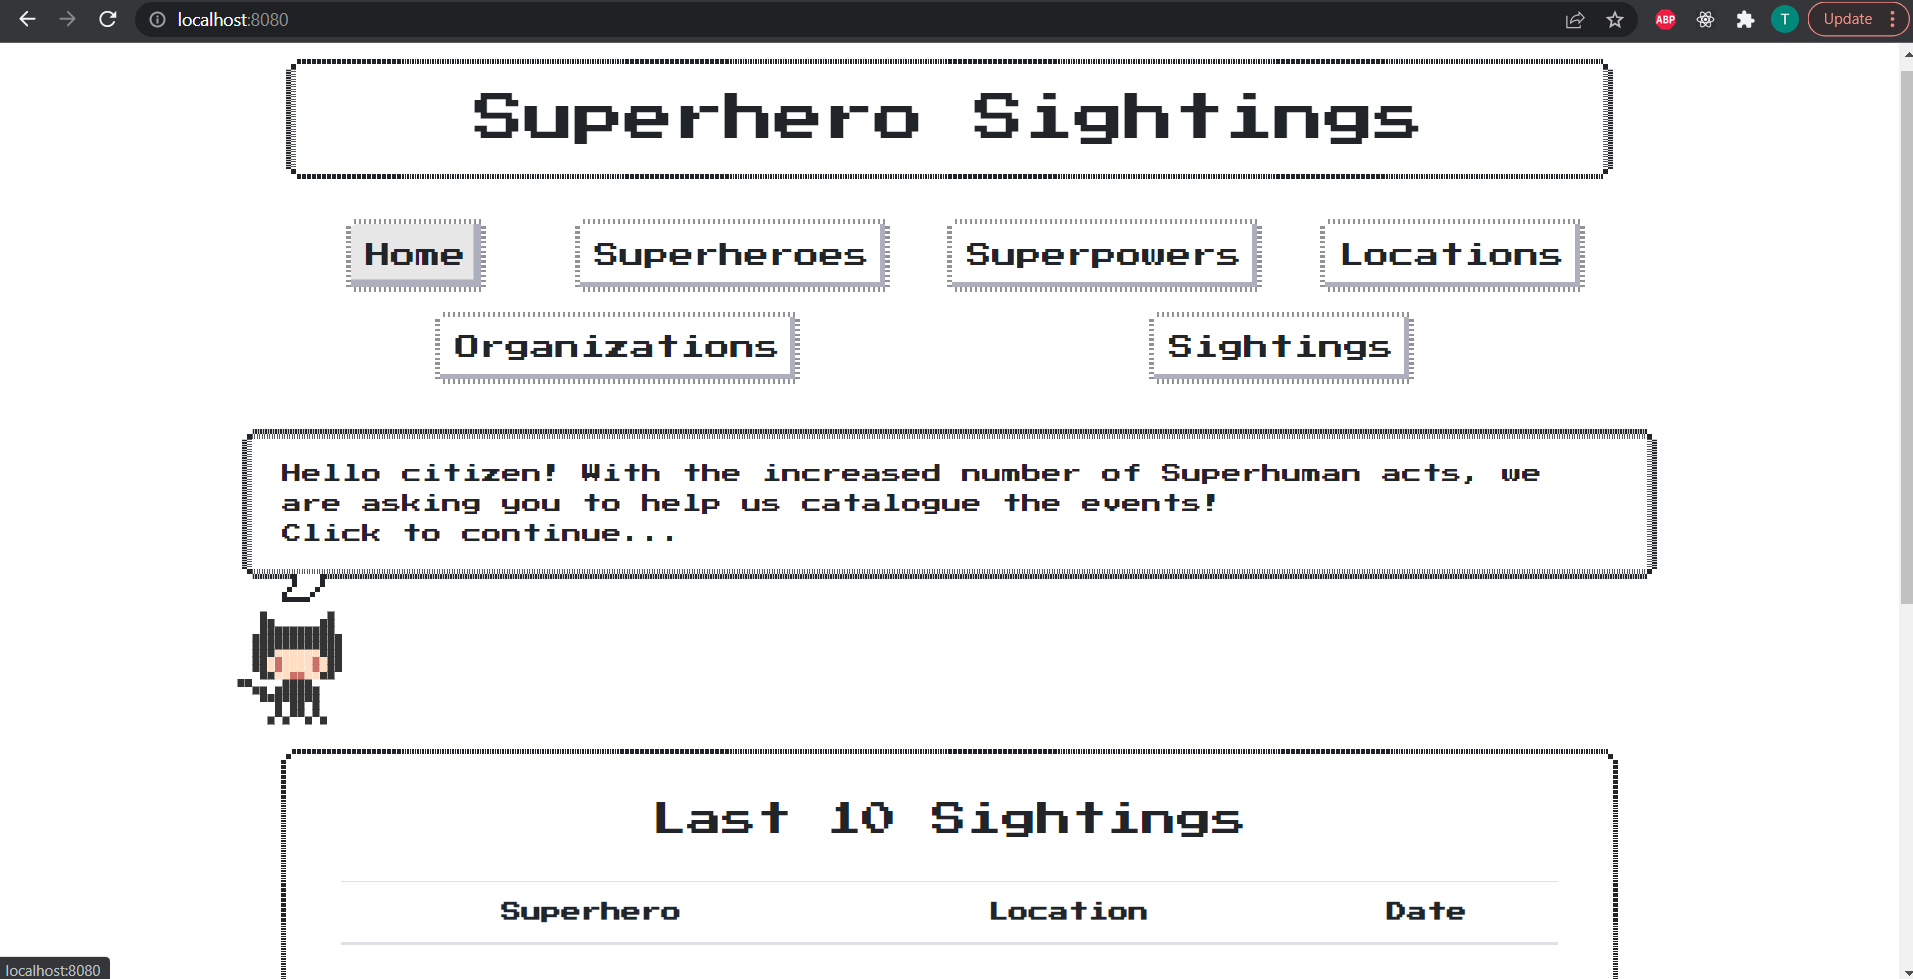 localhost:8080
ABP
T
Update
Superhero Sightings
Home
Superheroes
Superpowers
Locations
Organizations
Sightings
Hello citizen! With the increased number of Superhuman acts, we
are asking you to help us catalogue the events!
Click to continue...
Last 10 Sightings
Superhero
Location
Date
localhost:8080